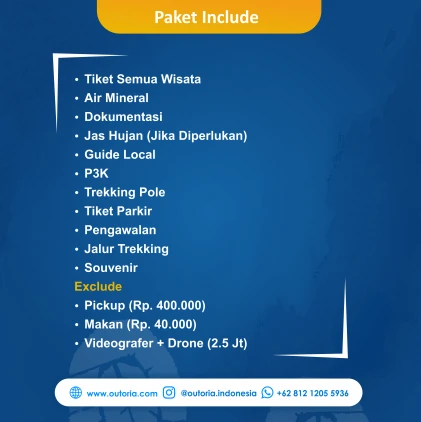 Paket Include
• Tiket Semua Wisata
• Air Mineral
• Dokumentasi
• Jas Hujan (Jika Diperlukan)
• Guide Local
• P3K
• Trekking Pole
• Tiket Parkir
• Pengawalan
• Jalur Trekking
• Souvenir
Exclude
• Pickup (Rp. 400.000)
• Makan (Rp. 40.000)
• Videografer + Drone (2.5 Jt)
www.outoria.com @outoria.indonesia +62 812 1205 5936